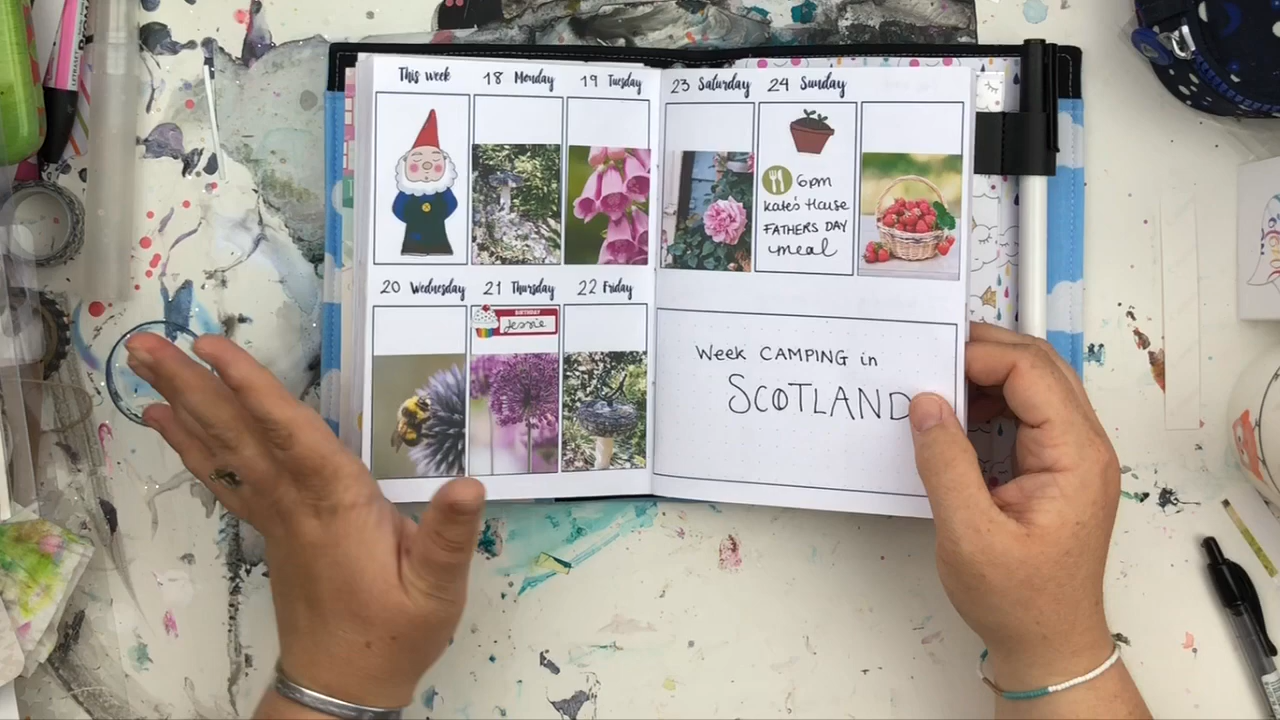 This week
18 Monday
19 Tuesday
23 Saturday
24 Sunday
6pm
Kate's House
FATHERS DAY
meal
20 Wednesday
21 Thursday
22 Friday
BIRTHDAY
Jessie
Week CAMPING in
SCOTLAND